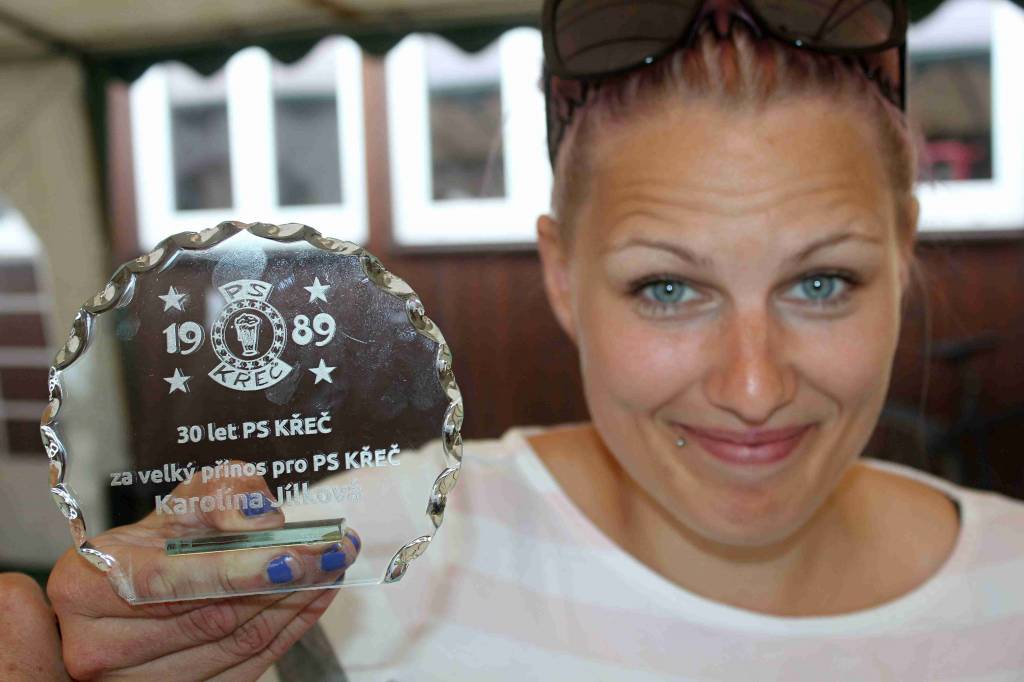 PS
1989
KŘEČ
30 let PS KŘEČ
za velký přínos pro PS KŘEČ
Karolína Jílková